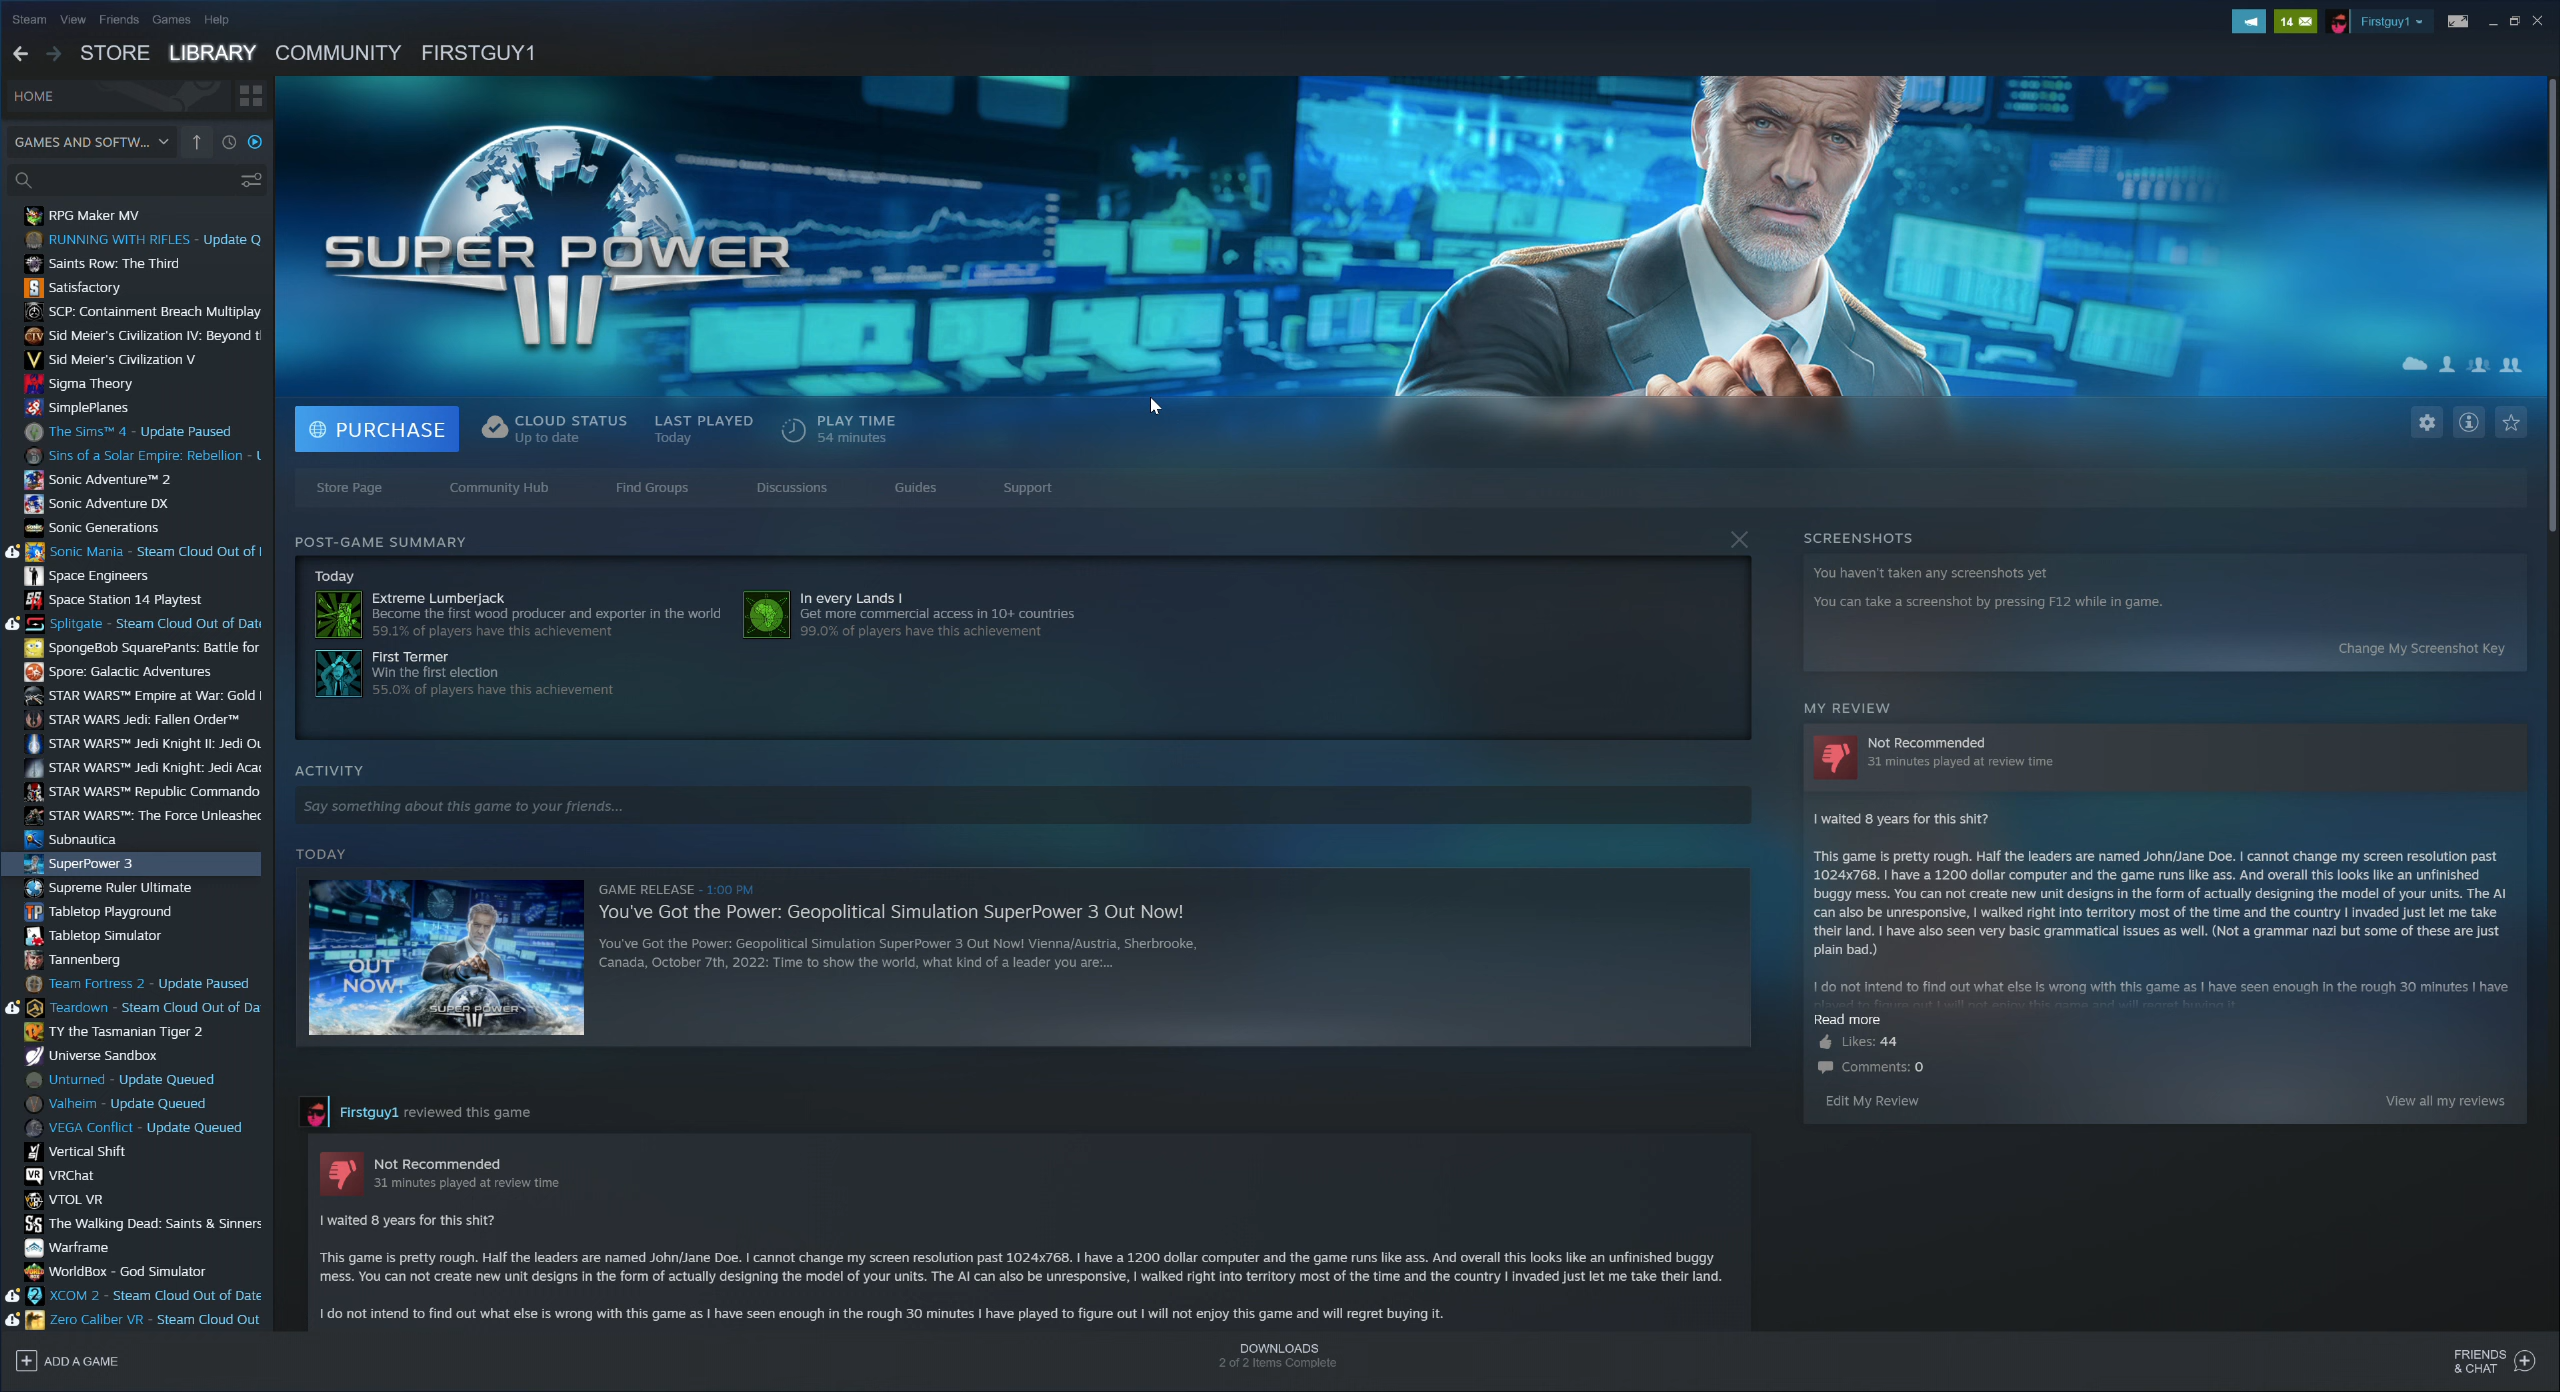 Steam View Friends Games Help
14 Firstguy1
STORE LIBRARY COMMUNITY FIRSTGUY1
HOME
GAMES AND SOFTW...
RPG Maker MV
RUNNING WITH RIFLES - Update Q
Saints Row: The Third
Satisfactory
SCP: Containment Breach Multiplay
Sid Meier's Civilization IV: Beyond t
Sid Meier's Civilization V
Sigma Theory
SimplePlanes
The Sims™ 4 - Update Paused
Sins of a Solar Empire: Rebellion - U
Sonic Adventure™ 2
Sonic Adventure DX
Sonic Generations
Sonic Mania - Steam Cloud Out of
Space Engineers
Space Station 14 Playtest
Splitgate - Steam Cloud Out of Date
SpongeBob SquarePants: Battle for
Spore: Galactic Adventures
STAR WARS™ Empire at War: Gold
STAR WARS Jedi: Fallen Order™
STAR WARS™ Jedi Knight II: Jedi Ou
STAR WARS™ Jedi Knight: Jedi Aca
STAR WARS™ Republic Commando
STAR WARS™: The Force Unleashed
Subnautica
SuperPower 3
Supreme Ruler Ultimate
Tabletop Playground
Tabletop Simulator
Tannenberg
Team Fortress 2 - Update Paused
Teardown - Steam Cloud Out of Da
TY the Tasmanian Tiger 2
Universe Sandbox
Unturned - Update Queued
Valheim - Update Queued
VEGA Conflict - Update Queued
Vertical Shift
VRChat
VTOL VR
The Walking Dead: Saints & Sinners
Warframe
WorldBox - God Simulator
XCOM 2 - Steam Cloud Out of Date
Zero Caliber VR - Steam Cloud Out
ADD A GAME
SUPER POWER
PURCHASE
CLOUD STATUS
Up to date
LAST PLAYED
Today
PLAY TIME
54 minutes
Store Page Community Hub Find Groups Discussions Guides Support
POST-GAME SUMMARY
Today
Extreme Lumberjack
Become the first wood producer and exporter in the world
59.1% of players have this achievement
In every Lands I
Get more commercial access in 10+ countries
99.0% of players have this achievement
First Termer
Win the first election
55.0% of players have this achievement
ACTIVITY
Say something about this game to your friends...
TODAY
OUT
NOW!
SUPER POWER
GAME RELEASE - 1:00 PM
You've Got the Power: Geopolitical Simulation SuperPower 3 Out Now!
You've Got the Power: Geopolitical Simulation SuperPower 3 Out Now! Vienna/Austria, Sherbrooke,
Canada, October 7th, 2022: Time to show the world, what kind of a leader you are:...
Firstguy1 reviewed this game
Not Recommended
31 minutes played at review time
I waited 8 years for this shit?
This game is pretty rough. Half the leaders are named John/Jane Doe. I cannot change my screen resolution past 1024x768. I have a 1200 dollar computer and the game runs like ass. And overall this looks like an unfinished buggy
mess. You can not create new unit designs in the form of actually designing the model of your units. The AI can also be unresponsive, I walked right into territory most of the time and the country I invaded just let me take their land.
I do not intend to find out what else is wrong with this game as I have seen enough in the rough 30 minutes I have played to figure out I will not enjoy this game and will regret buying it.
SCREENSHOTS
You haven't taken any screenshots yet
You can take a screenshot by pressing F12 while in game.
Change My Screenshot Key
MY REVIEW
Not Recommended
31 minutes played at review time
I waited 8 years for this shit?
This game is pretty rough. Half the leaders are named John/Jane Doe. I cannot change my screen resolution past
1024x768. I have a 1200 dollar computer and the game runs like ass. And overall this looks like an unfinished
buggy mess. You can not create new unit designs in the form of actually designing the model of your units. The AI
can also be unresponsive, I walked right into territory most of the time and the country I invaded just let me take
their land. I have also seen very basic grammatical issues as well. (Not a grammar nazi but some of these are just
plain bad.)
I do not intend to find out what else is wrong with this game as I have seen enough in the rough 30 minutes I have
played to figure out I will not enjoy this game and will regret buying it.
Read more
Likes: 44
Comments: 0
Edit My Review View all my reviews
DOWNLOADS
2 of 2 Items Complete
FRIENDS
& CHAT